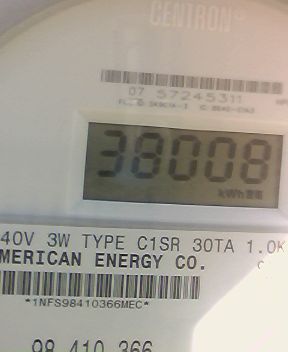 CENTRON
07 57245311
38008
kWh
40V 3W TYPE C1SR 30TA 1.0K
MERICAN ENERGY CO.
*1NFS98410366MEC*
98 410 366